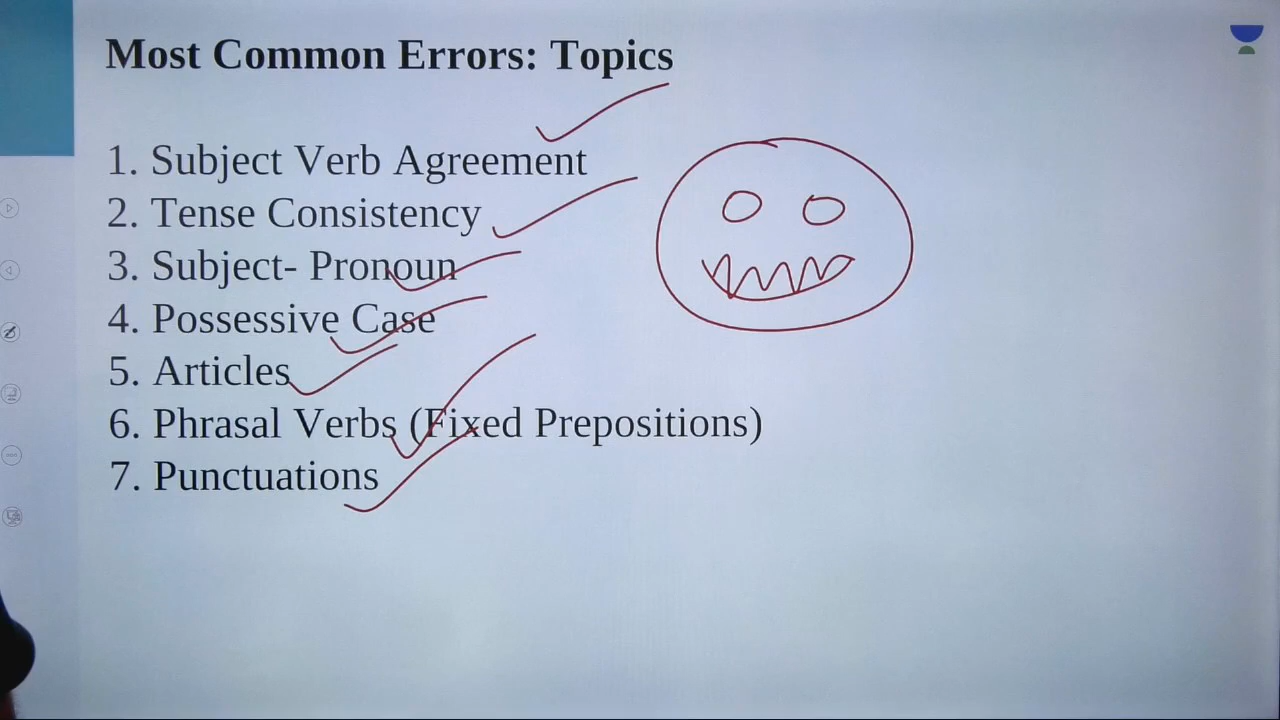 Most Common Errors: Topics
1. Subject Verb Agreement
2. Tense Consistency
3. Subject- Pronoun
4. Possessive Case
5. Articles
6. Phrasal Verbs (Fixed Prepositions)
7. Punctuations